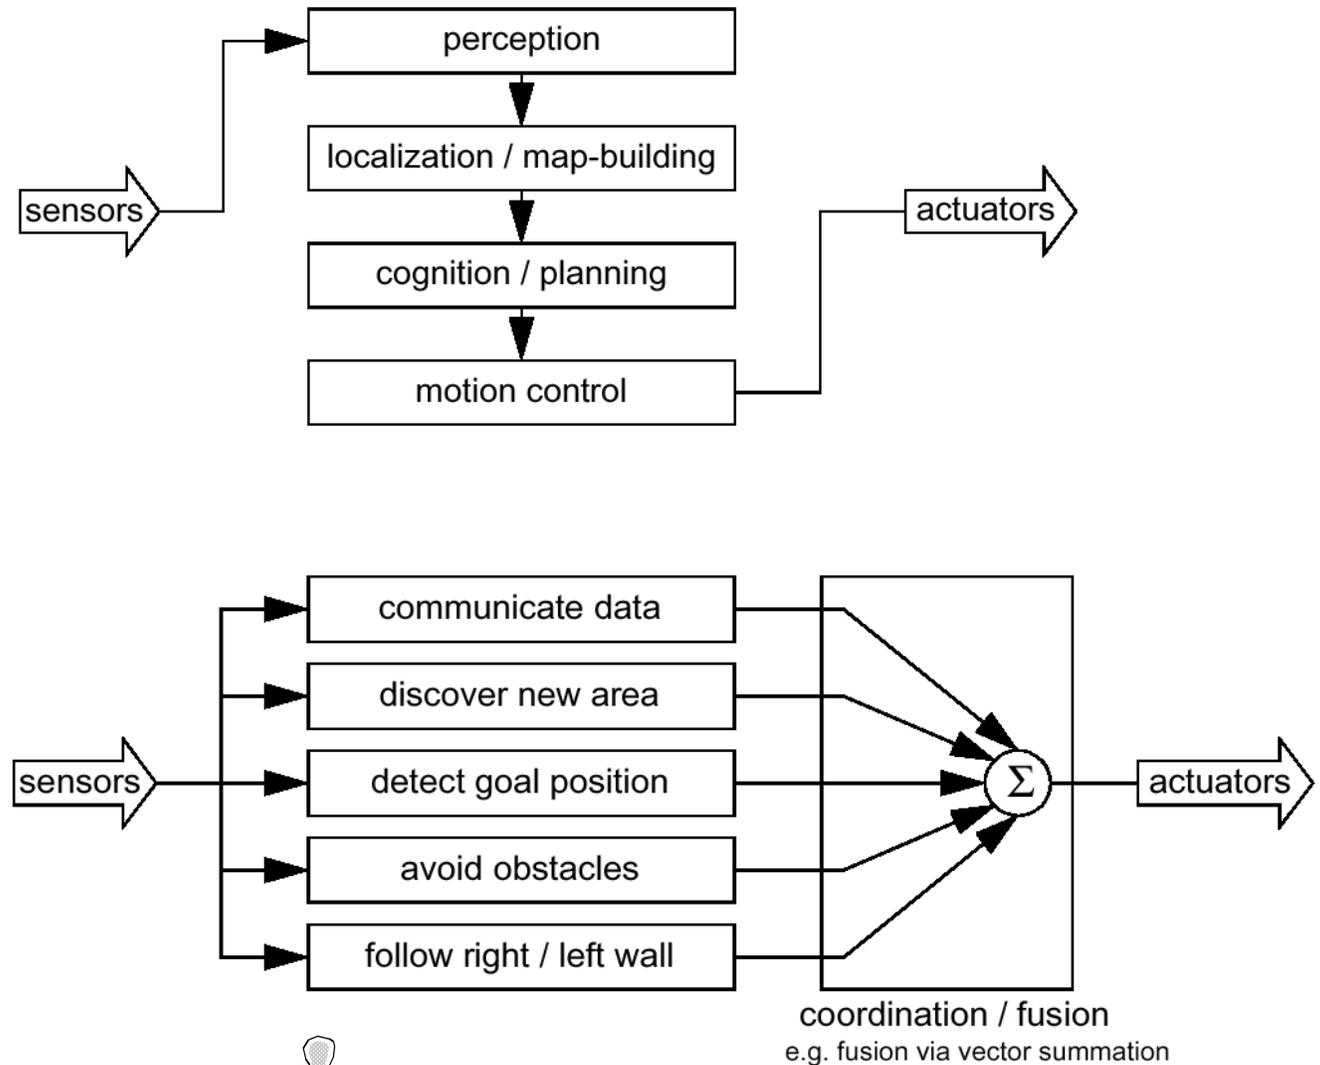 perception
localization / map-building
sensors
actuators
cognition / planning
motion control
communicate data
discover new area
sensors
detect goal position
Σ
actuators
avoid obstacles
follow right / left wall
coordination / fusion
e.g. fusion via vector summation